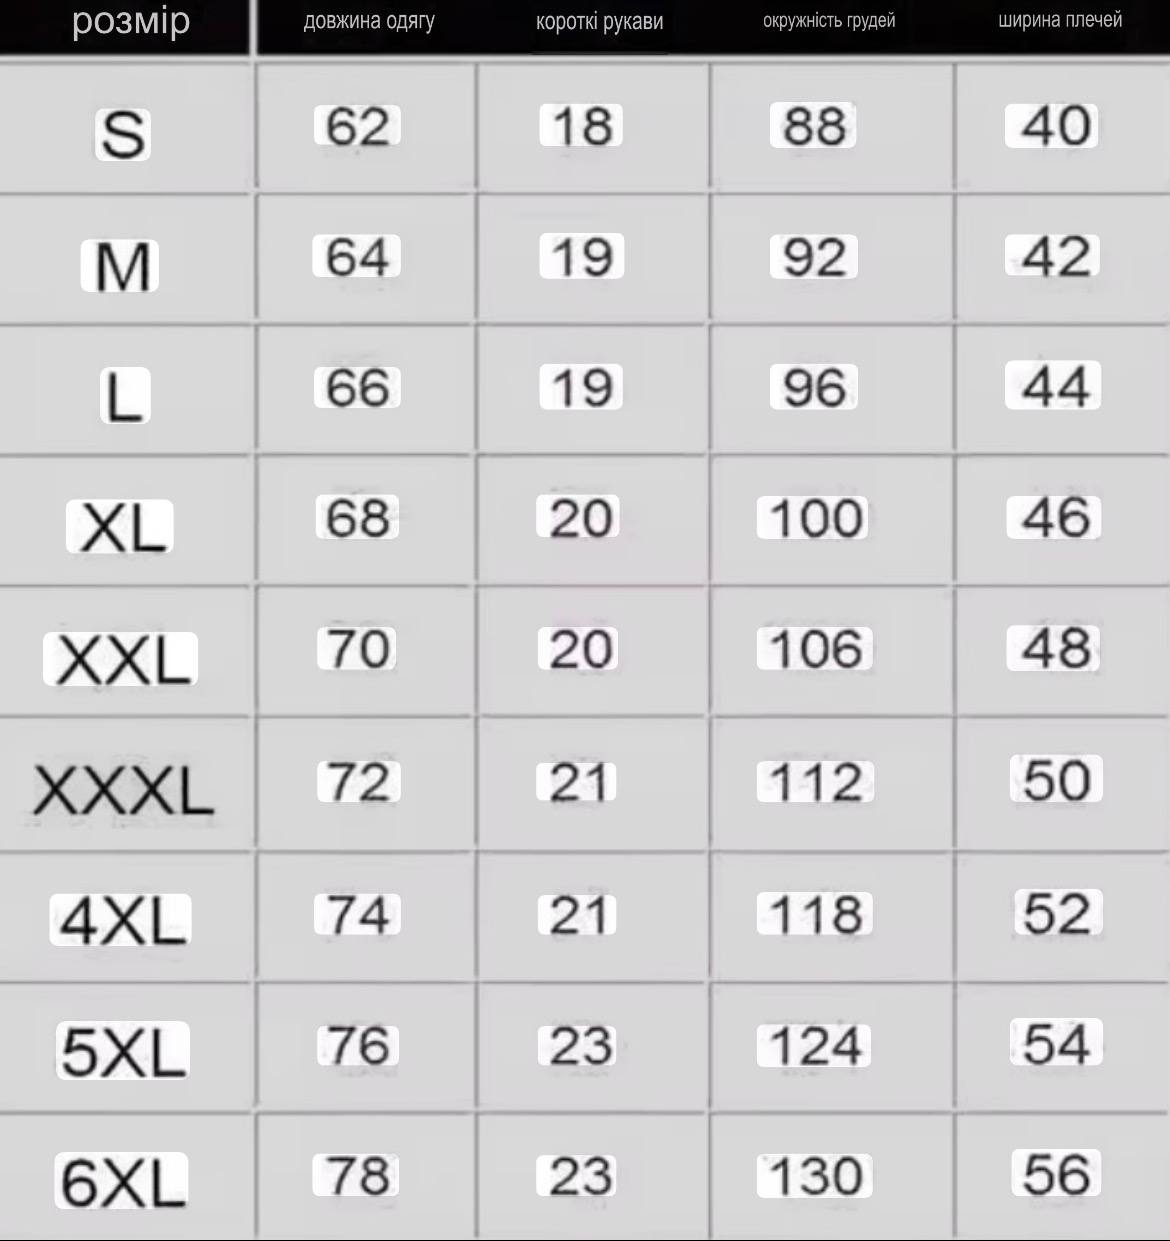 розмір довжина одягу короткі рукави окружність грудей ширина плечей
S 62 18 88 40
M 64 19 92 42
L 66 19 96 44
XL 68 20 100 46
XXL 70 20 106 48
XXXL 72 21 112 50
4XL 74 21 118 52
5XL 76 23 124 54
6XL 78 23 130 56